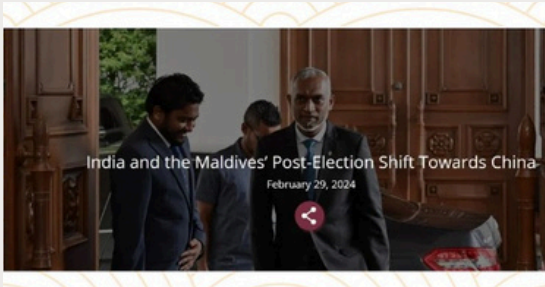 India and the Maldives' Post-Election Shift Towards China
February 29, 2024